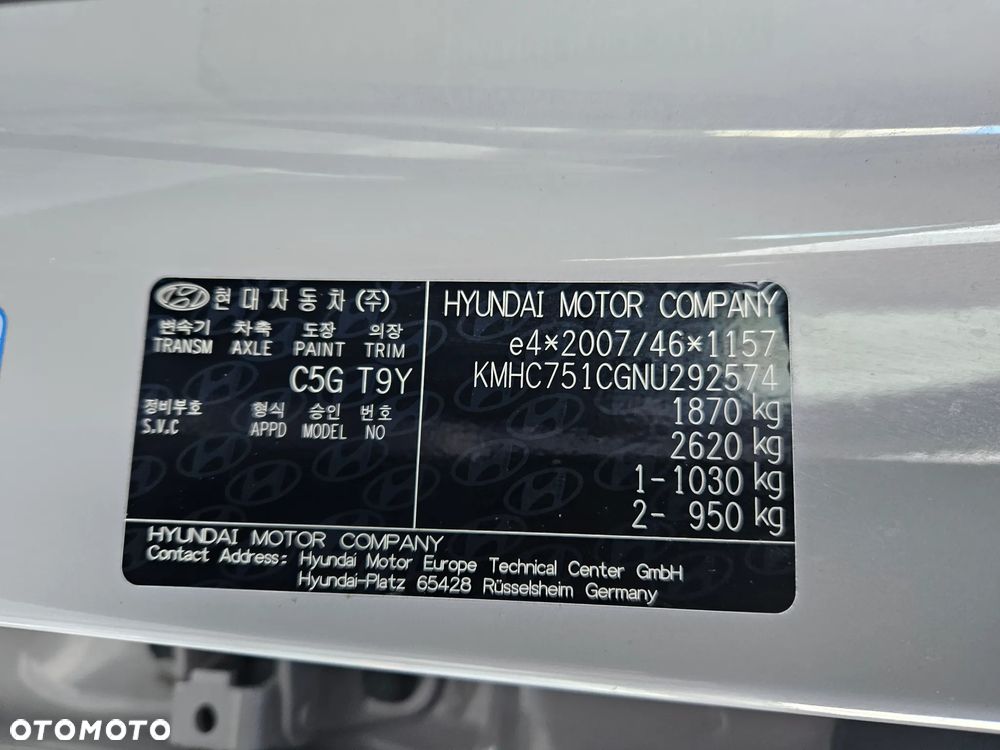 현대자동차(주)
변속기 차축 도장 의장
TRANSM AXLE PAINT TRIM
C5G T9Y
정비부호 형식 승인 번호
S.V.C APPD MODEL NO
HYUNDAI MOTOR COMPANY
e4*2007/46*1157
KMHC751CGNU292574
1870 kg
2620 kg
1-1030 kg
2- 950 kg
HYUNDAI MOTOR COMPANY
Contact Address: Hyundai Motor Europe Technical Center GmbH
Hyundai-Platz 65428 Rüsselsheim Germany
OTOMOTO